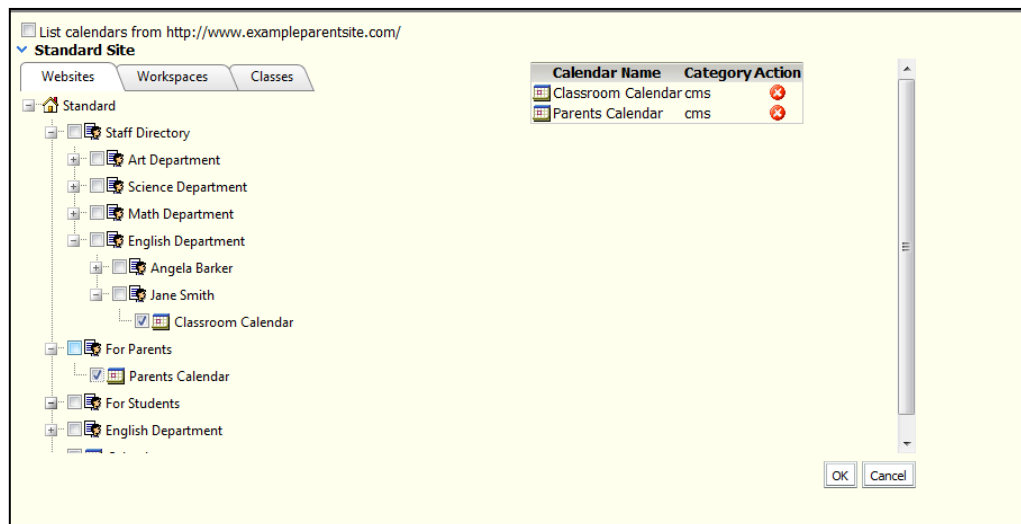 List calendars from http://www.exampleparentsite.com/
Standard Site
Websites Workspaces Classes
Standard
Staff Directory
Art Department
Science Department
Math Department
English Department
Angela Barker
Jane Smith
Classroom Calendar
For Parents
Parents Calendar
For Students
English Department
Calendar Name Category Action
Classroom Calendar cms
Parents Calendar cms
OK Cancel